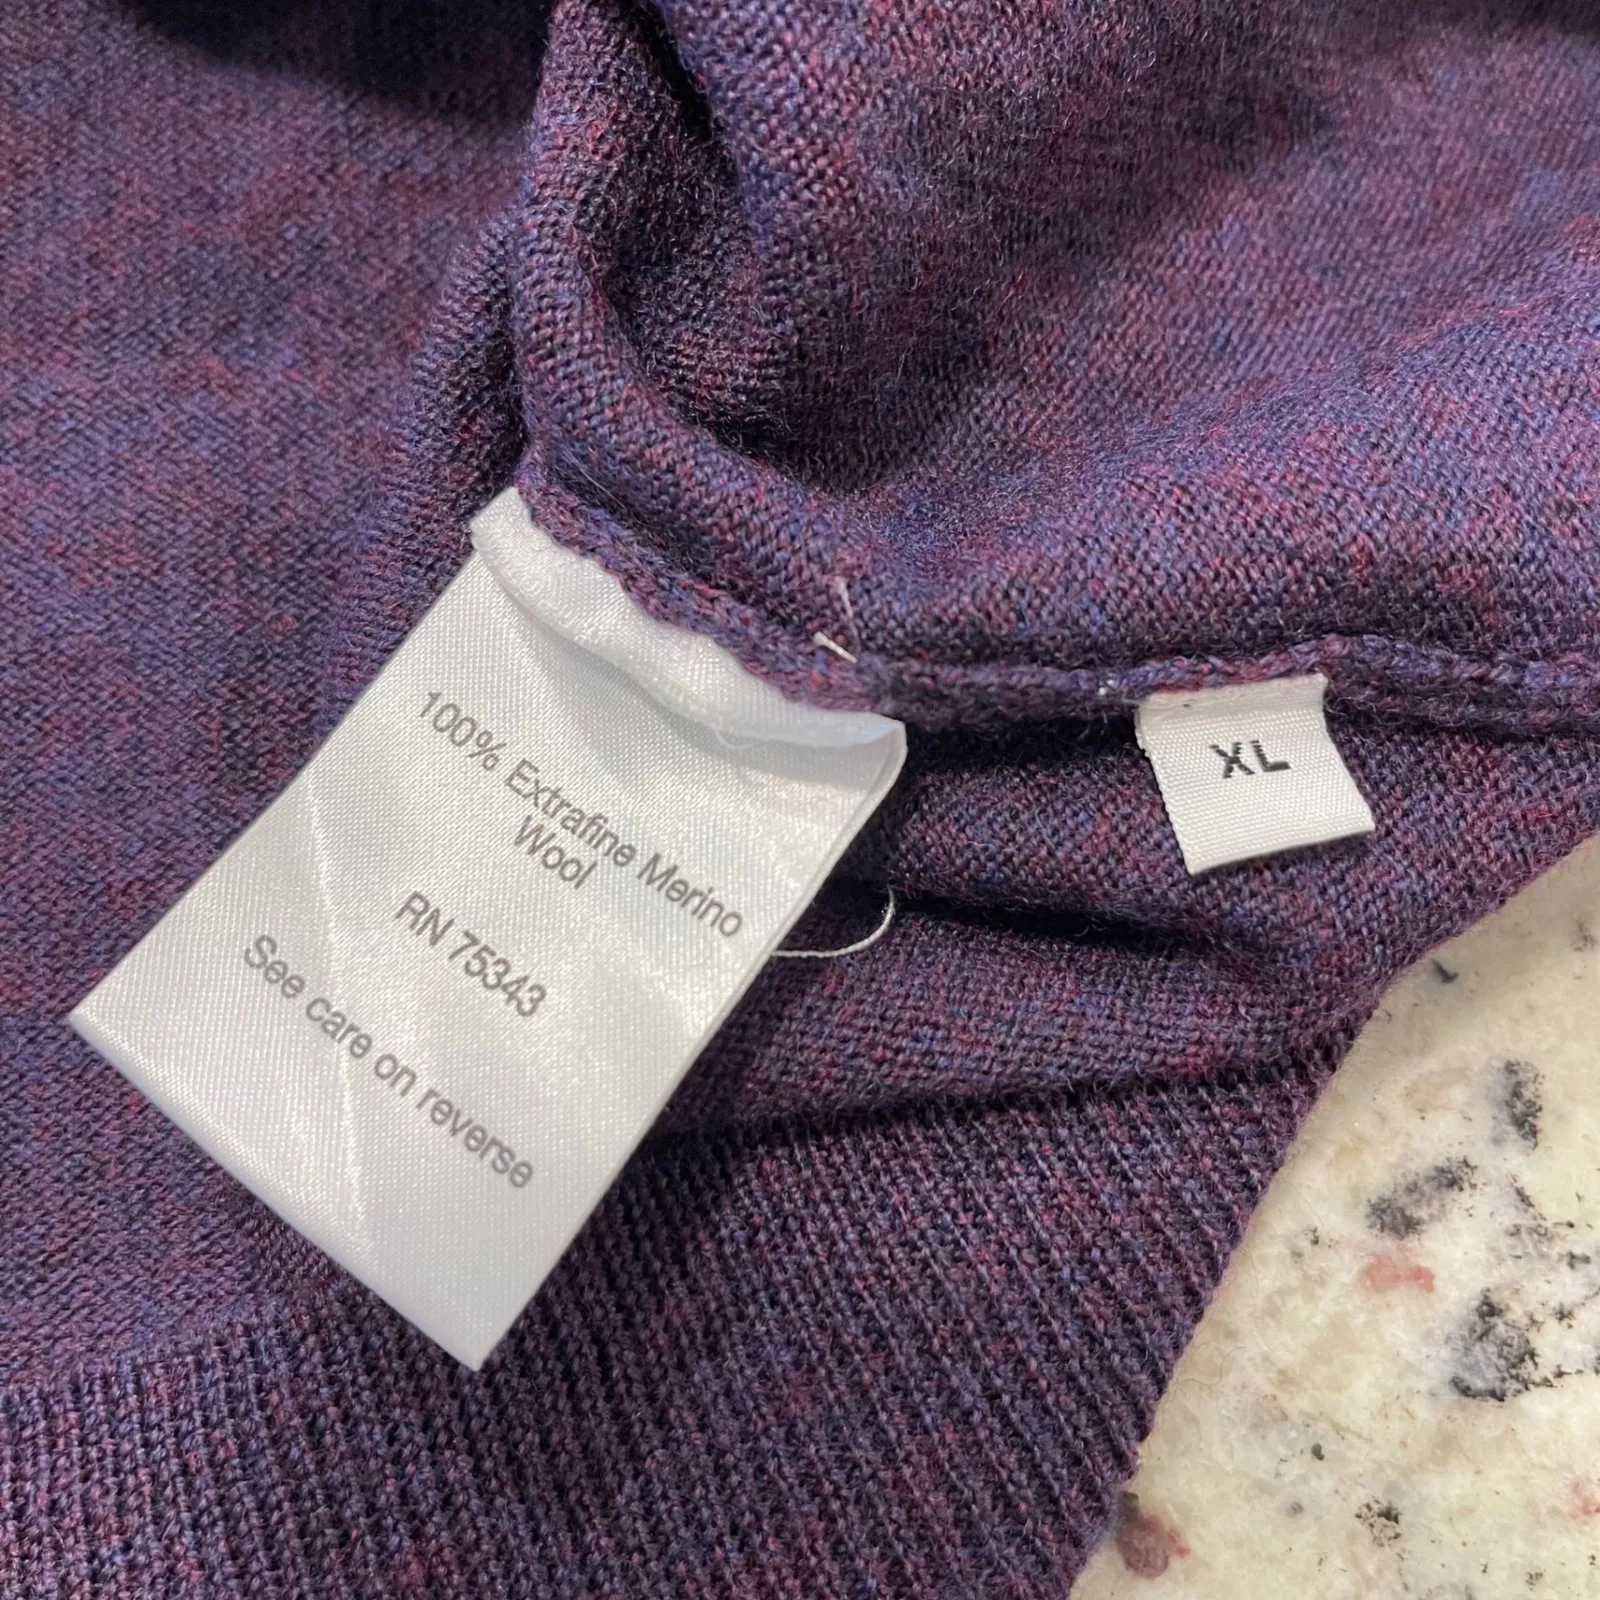 100% Extrafine Merino
Wool
RN 75343
See care on reverse
XL